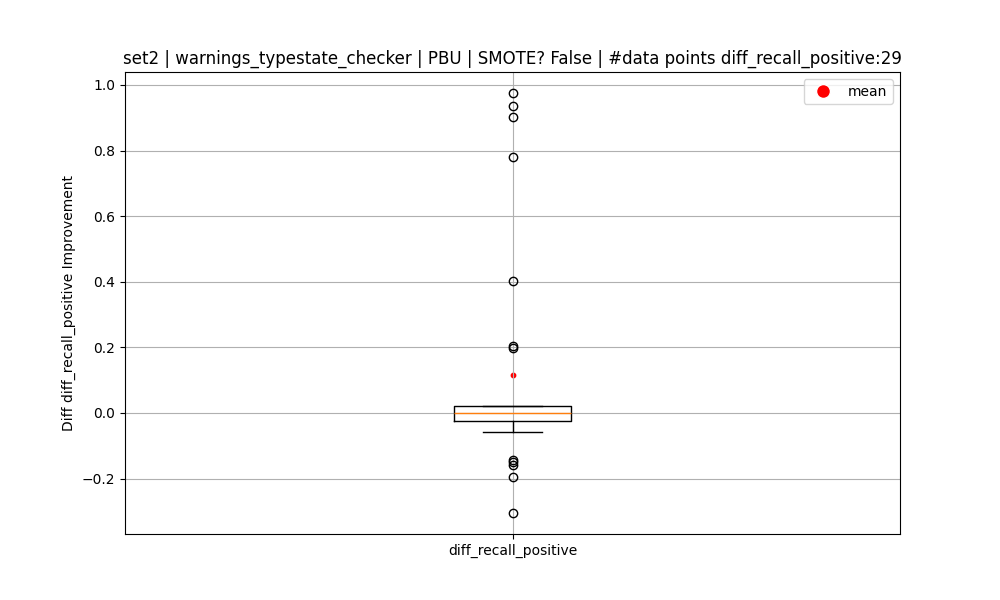 set2 | warnings_typestate_checker | PBU | SMOTE? False | #data points diff_recall_positive:29
mean
Diff diff_recall_positive Improvement
1.0
0.8
0.6
0.4
0.2
0.0
−0.2
diff_recall_positive